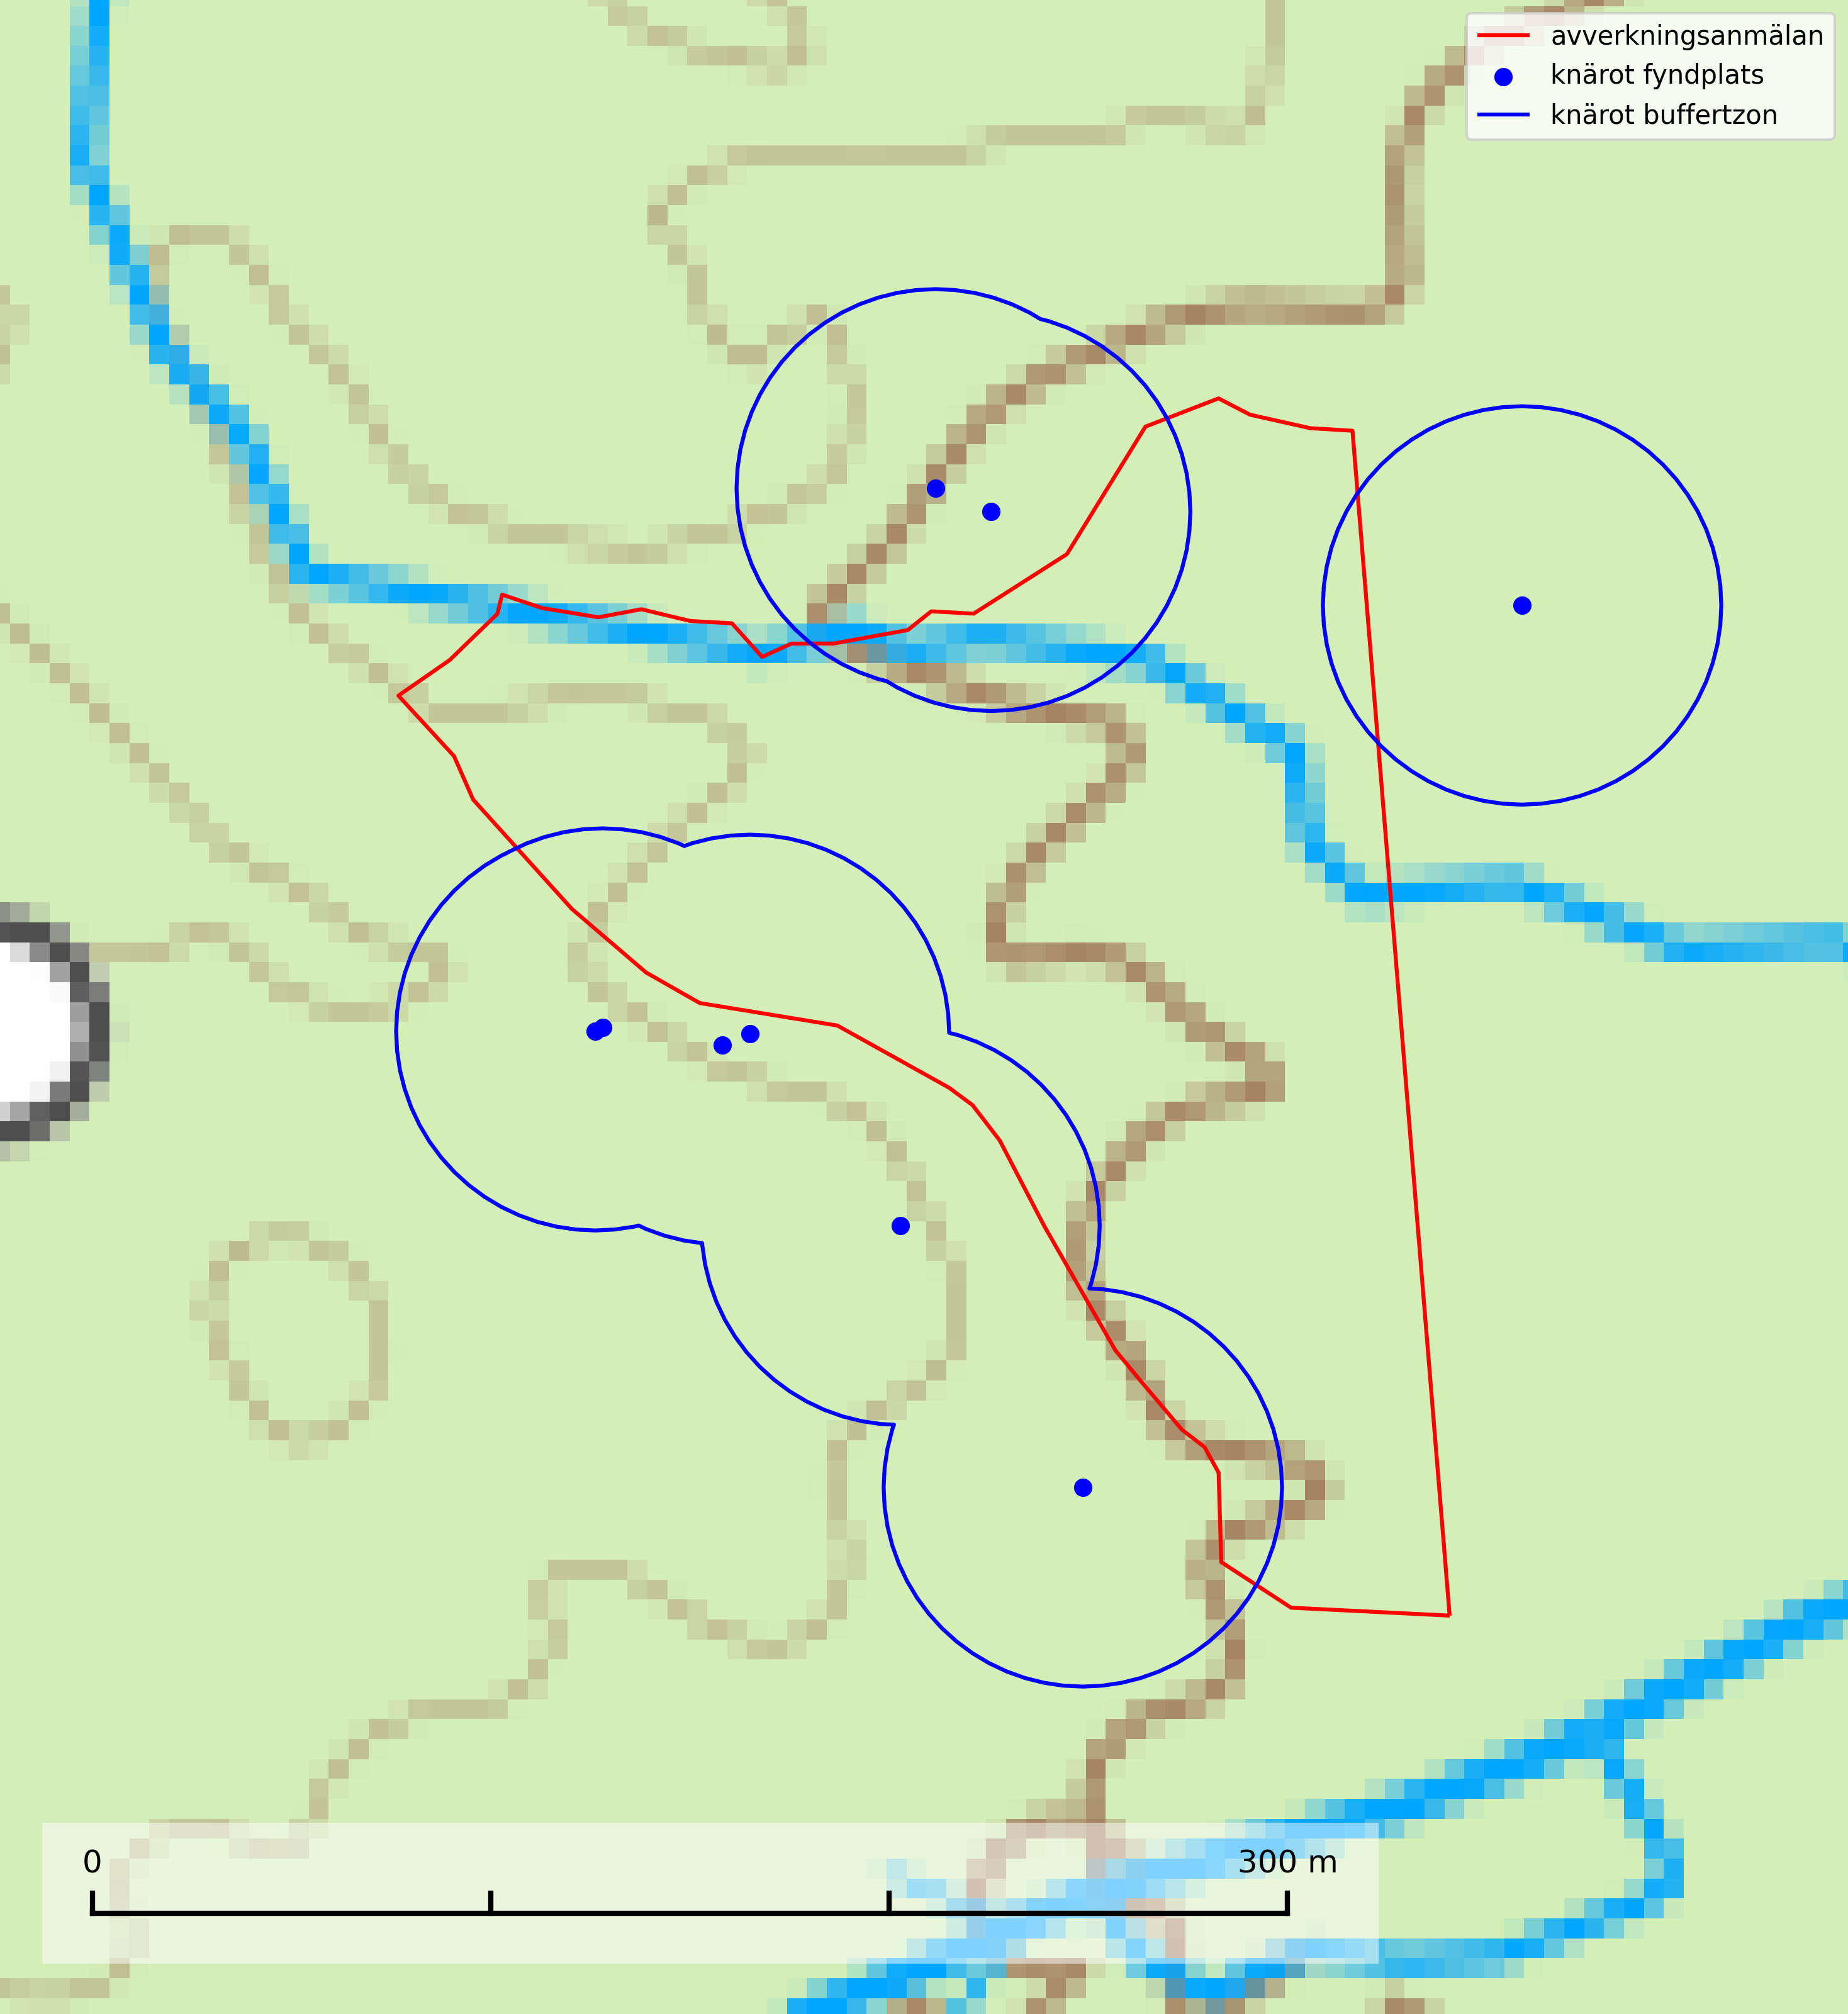 avverkningsanmälan
knärot fyndplats
knärot buffertzon
0 300 m